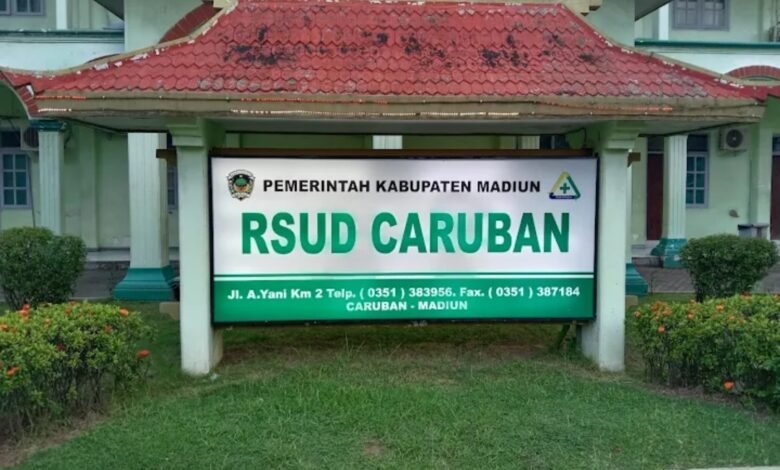 PEMERINTAH KABUPATEN MADIUN
RSUD CARUBAN
Jl. A.Yani Km 2 Telp. ( 0351 ) 383956. Fax. ( 0351 ) 387184
CARUBAN - MADIUN